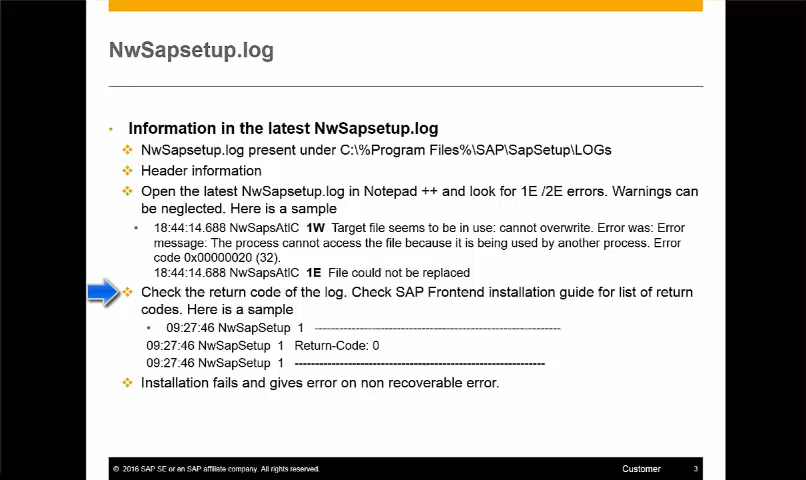 NwSapsetup.log
• Information in the latest NwSapsetup.log
❖ NwSapsetup.log present under C:\%Program Files%\SAP\SapSetup\LOGs
❖ Header information
❖ Open the latest NwSapsetup.log in Notepad ++ and look for 1E /2E errors. Warnings can
be neglected. Here is a sample
• 18:44:14.688 NwSapsAtlC 1W Target file seems to be in use: cannot overwrite. Error was: Error
message: The process cannot access the file because it is being used by another process. Error
code 0x00000020 (32).
18:44:14.688 NwSapsAtlC 1E File could not be replaced
❖ Check the return code of the log. Check SAP Frontend installation guide for list of return
codes. Here is a sample
• 09:27:46 NwSapSetup 1 ----------------------------------------------------------
09:27:46 NwSapSetup 1 Return-Code: 0
09:27:46 NwSapSetup 1 ----------------------------------------------------------
❖ Installation fails and gives error on non recoverable error.
© 2016 SAP SE or an SAP affiliate company. All rights reserved.
Customer
3